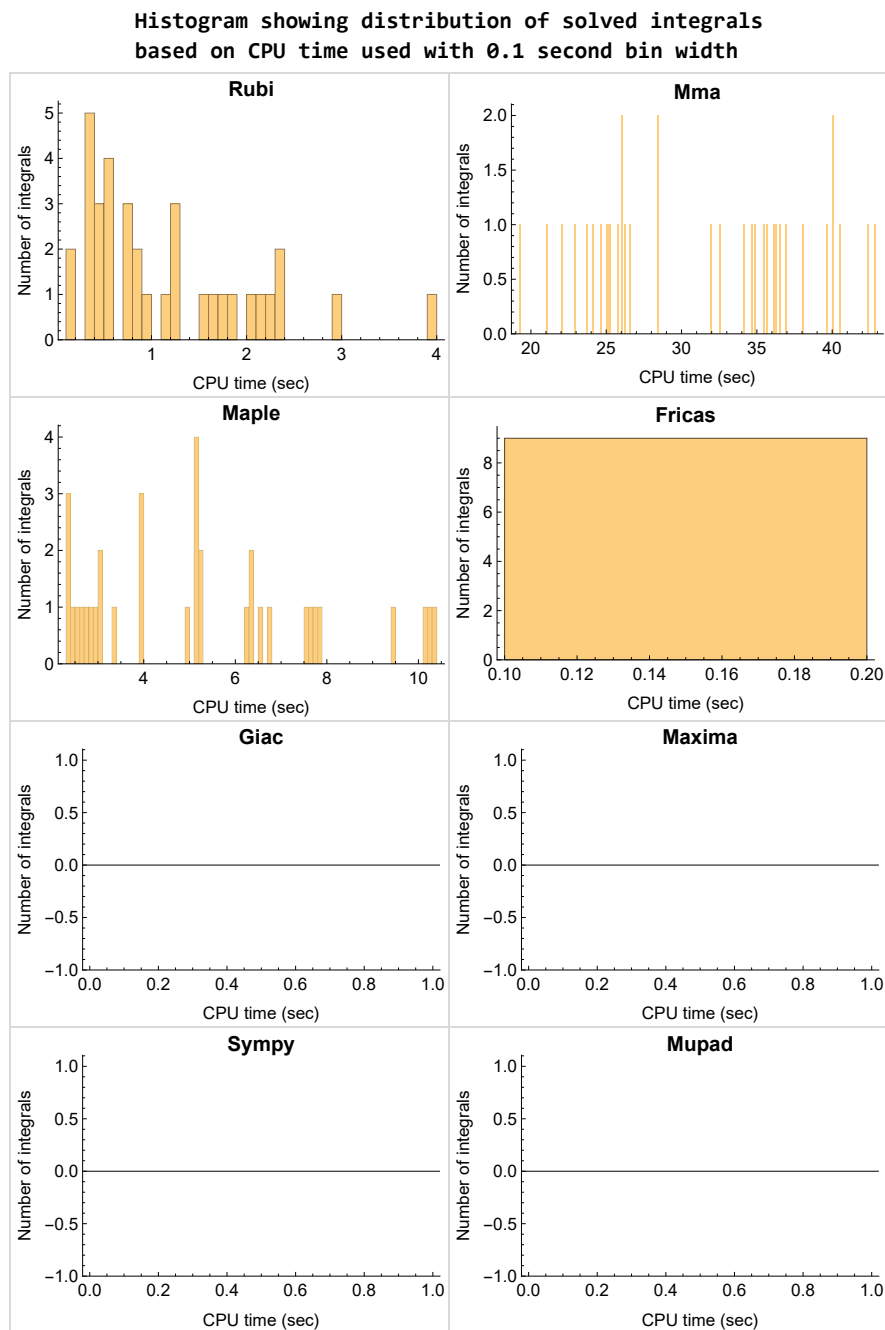 Histogram showing distribution of solved integrals
based on CPU time used with 0.1 second bin width
Rubi
Number of integrals
5
4
3
2
1
0
1 2 3 4
CPU time (sec)
Mma
Number of integrals
2.0
1.5
1.0
0.5
0.0
20 25 30 35 40
CPU time (sec)
Maple
Number of integrals
4
3
2
1
0
4 6 8 10
CPU time (sec)
Fricas
Number of integrals
8
6
4
2
0
0.10 0.12 0.14 0.16 0.18 0.20
CPU time (sec)
Giac
Number of integrals
1.0
0.5
0.0
−0.5
−1.0
0.0 0.2 0.4 0.6 0.8 1.0
CPU time (sec)
Maxima
Number of integrals
1.0
0.5
0.0
−0.5
−1.0
0.0 0.2 0.4 0.6 0.8 1.0
CPU time (sec)
Sympy
Number of integrals
1.0
0.5
0.0
−0.5
−1.0
0.0 0.2 0.4 0.6 0.8 1.0
CPU time (sec)
Mupad
Number of integrals
1.0
0.5
0.0
−0.5
−1.0
0.0 0.2 0.4 0.6 0.8 1.0
CPU time (sec)